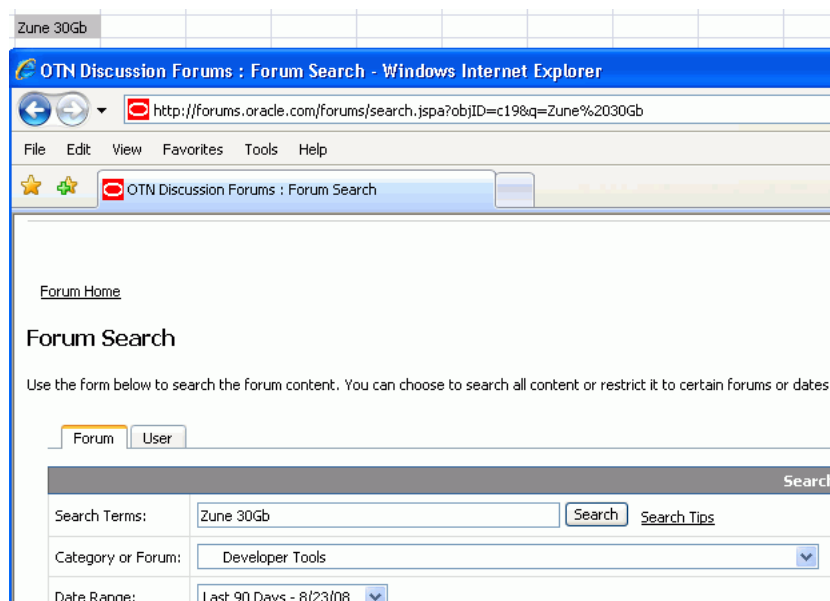 Zune 30Gb
OTN Discussion Forums : Forum Search - Windows Internet Explorer
http://forums.oracle.com/forums/search.jspa?objID=c19&q=Zune%2030Gb
File Edit View Favorites Tools Help
OTN Discussion Forums : Forum Search
Forum Home
Forum Search
Use the form below to search the forum content. You can choose to search all content or restrict it to certain forums or dates
Forum User
Search
Search Terms: Zune 30Gb Search Search Tips
Category or Forum: Developer Tools
Date Range: Last 90 Days - 8/23/08